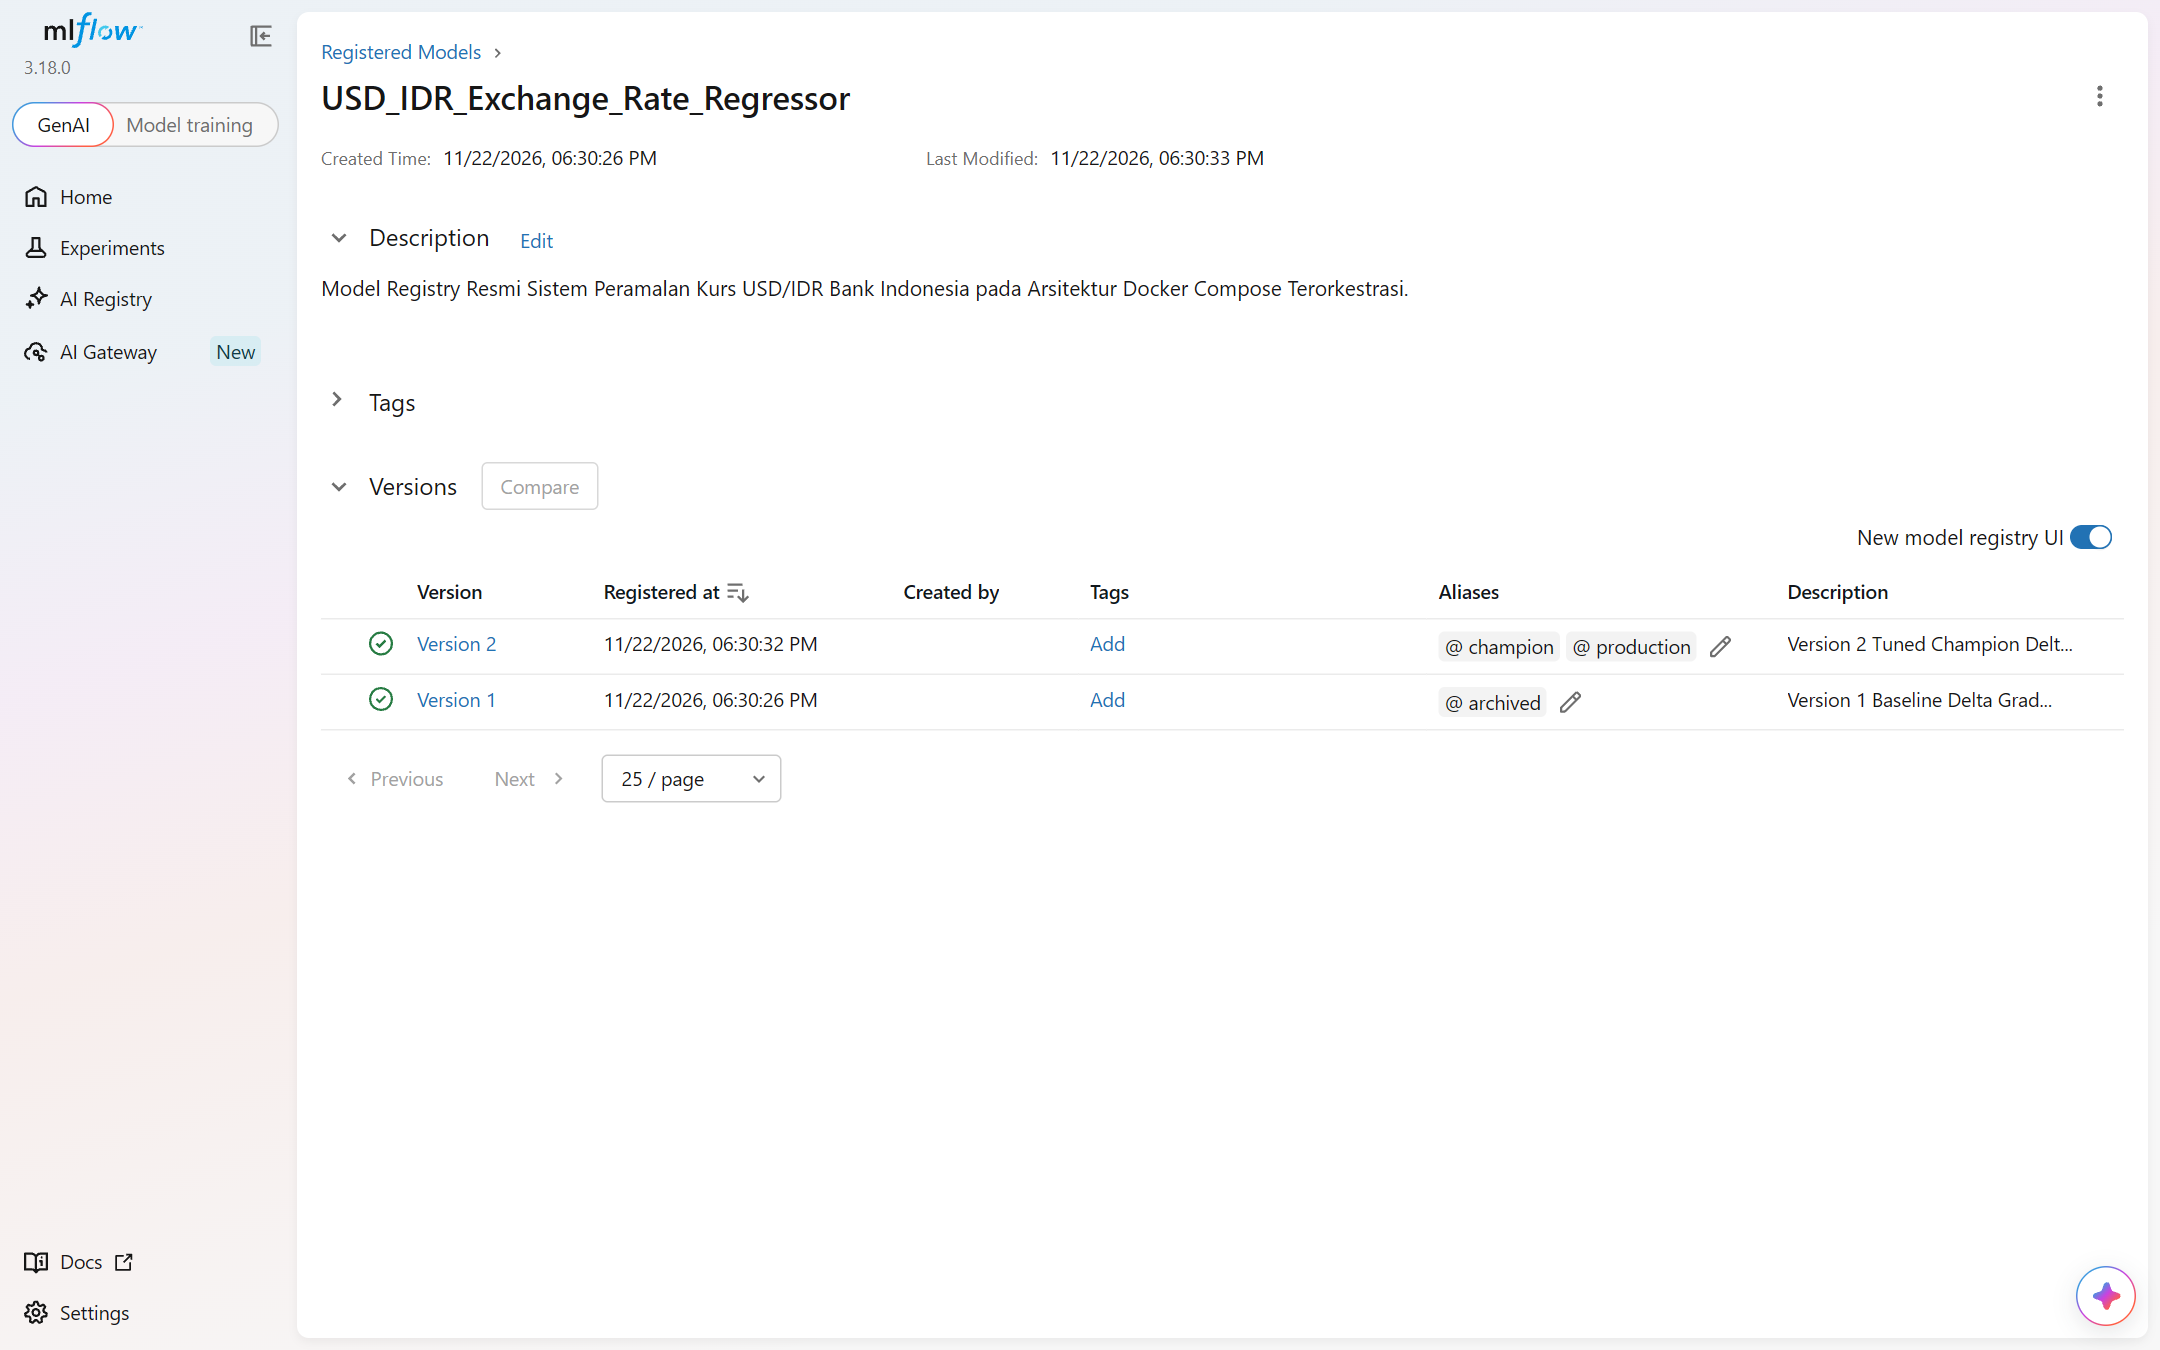 mlflow
3.18.0
GenAI
Model training
Home
Experiments
AI Registry
AI Gateway
New
Docs
Settings
Registered Models
USD_IDR_Exchange_Rate_Regressor
Created Time: 11/22/2026, 06:30:26 PM
Last Modified: 11/22/2026, 06:30:33 PM
Description
Edit
Model Registry Resmi Sistem Peramalan Kurs USD/IDR Bank Indonesia pada Arsitektur Docker Compose Terorkestrasi.
Tags
Versions
Compare
New model registry UI
Version Registered at Created by Tags Aliases Description
Version 2 11/22/2026, 06:30:32 PM Add @ champion @ production Version 2 Tuned Champion Delt...
Version 1 11/22/2026, 06:30:26 PM Add @ archived Version 1 Baseline Delta Grad...
Previous Next 25 / page